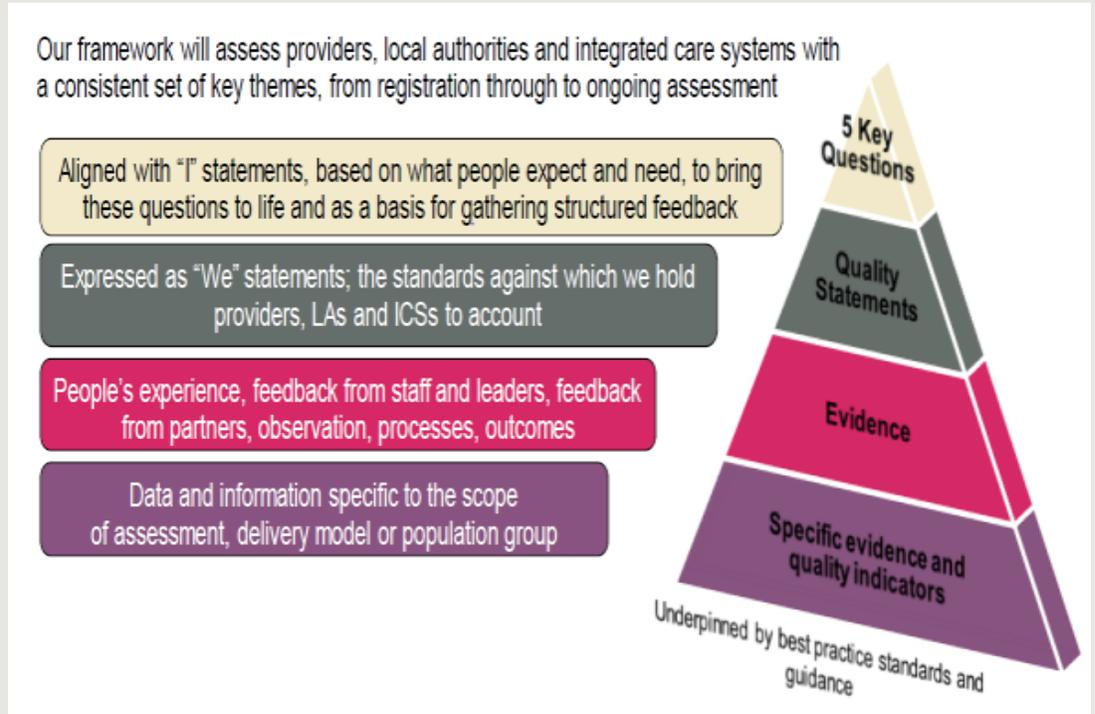 Our framework will assess providers, local authorities and integrated care systems with
a consistent set of key themes, from registration through to ongoing assessment
Aligned with “I” statements, based on what people expect and need, to bring
these questions to life and as a basis for gathering structured feedback
Expressed as “We” statements; the standards against which we hold
providers, LAs and ICSs to account
People’s experience, feedback from staff and leaders, feedback
from partners, observation, processes, outcomes
Data and information specific to the scope
of assessment, delivery model or population group
5 Key
Questions
Quality
Statements
Evidence
Specific evidence and
quality indicators
Underpinned by best practice standards and
guidance